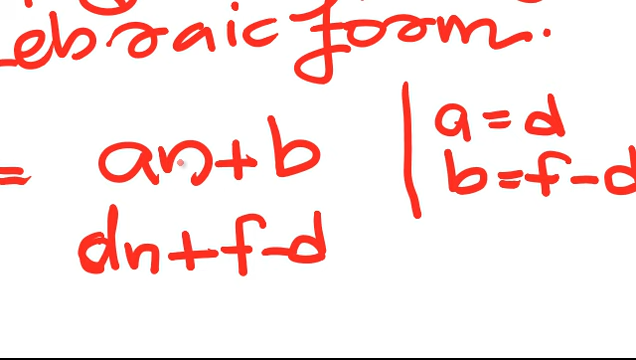 ebraic form.
= an+b | a=d
b=f-d
dn+f-d